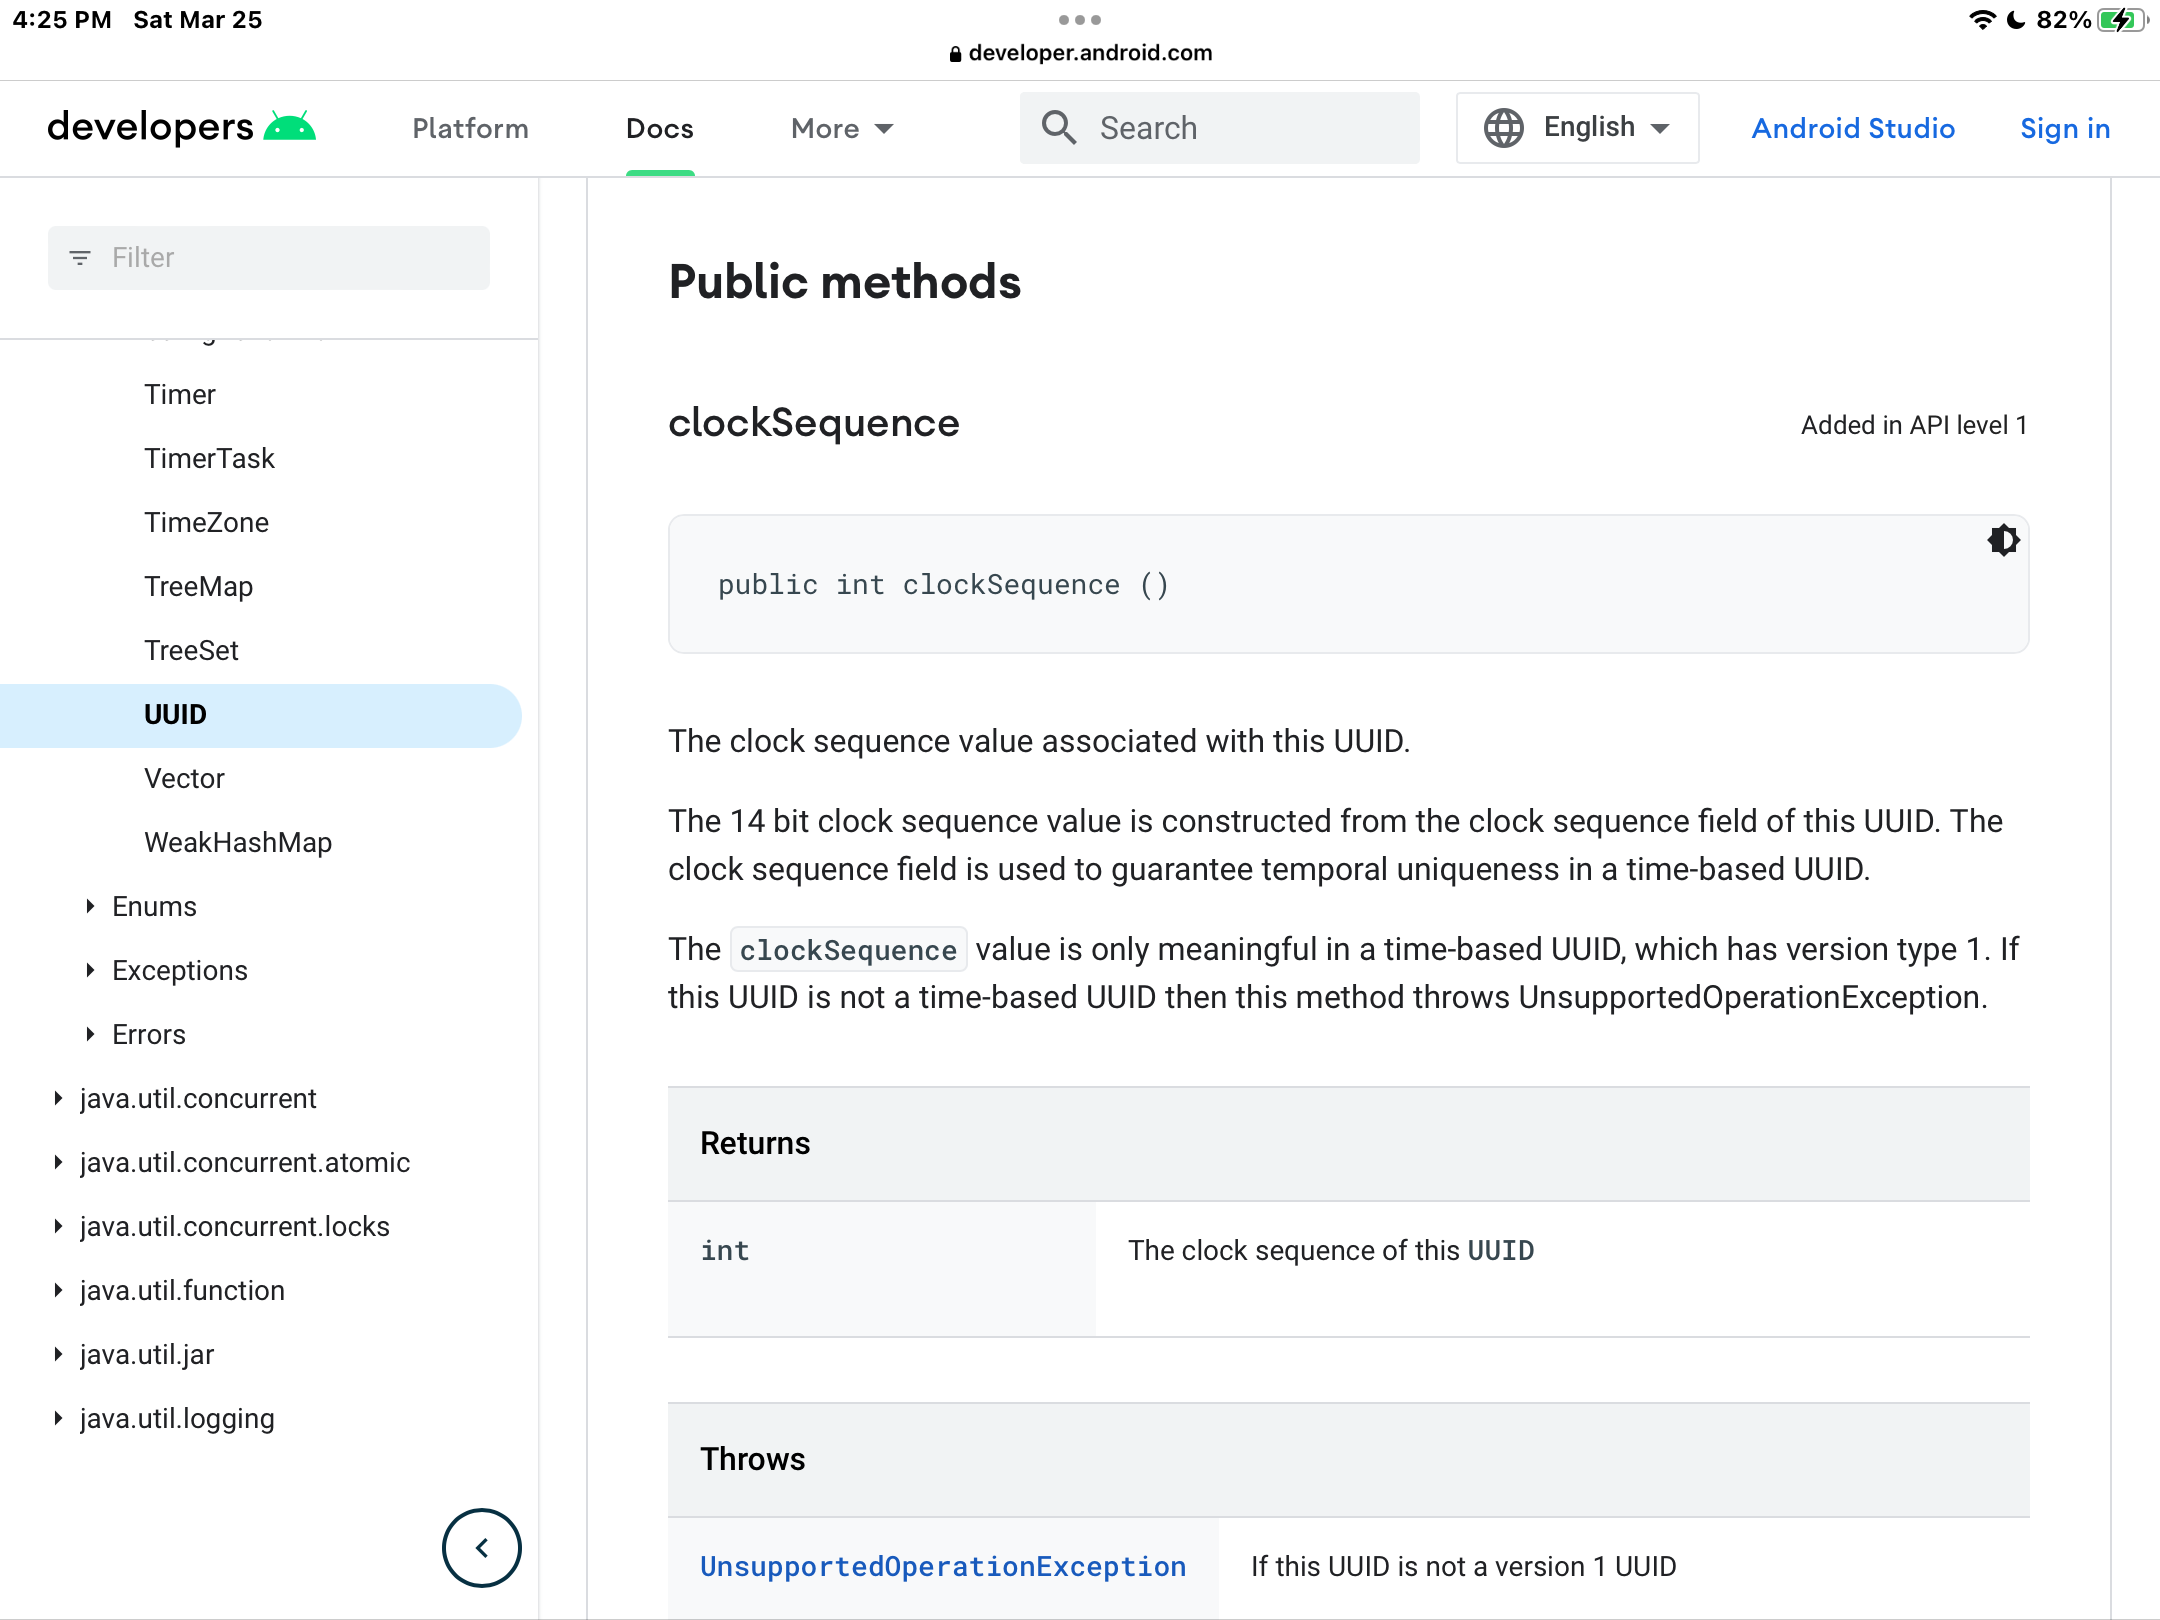 4:25 PM Sat Mar 25
82%
developer.android.com
developers
Platform
Docs
More
Search
English
Android Studio
Sign in
Filter
Timer
TimerTask
TimeZone
TreeMap
TreeSet
UUID
Vector
WeakHashMap
Enums
Exceptions
Errors
java.util.concurrent
java.util.concurrent.atomic
java.util.concurrent.locks
java.util.function
java.util.jar
java.util.logging
Public methods
clockSequence
Added in API level 1
public int clockSequence ()
The clock sequence value associated with this UUID.
The 14 bit clock sequence value is constructed from the clock sequence field of this UUID. The
clock sequence field is used to guarantee temporal uniqueness in a time-based UUID.
The clockSequence value is only meaningful in a time-based UUID, which has version type 1. If
this UUID is not a time-based UUID then this method throws UnsupportedOperationException.
Returns
int
The clock sequence of this UUID
Throws
UnsupportedOperationException
If this UUID is not a version 1 UUID